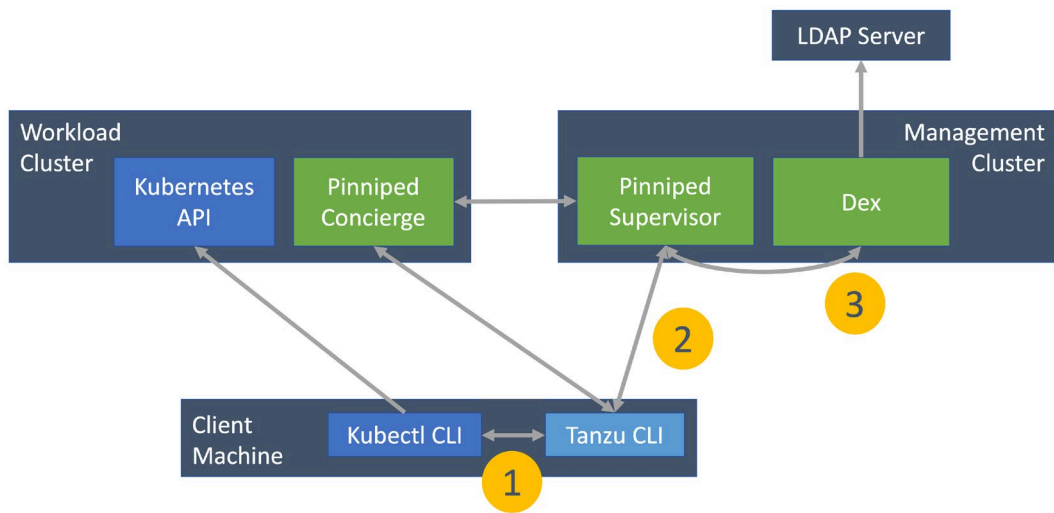 LDAP Server
Workload
Cluster
Management
Cluster
Kubernetes
API
Pinniped
Concierge
Pinniped
Supervisor
Dex
3
2
Client
Machine
Kubectl CLI
Tanzu CLI
1